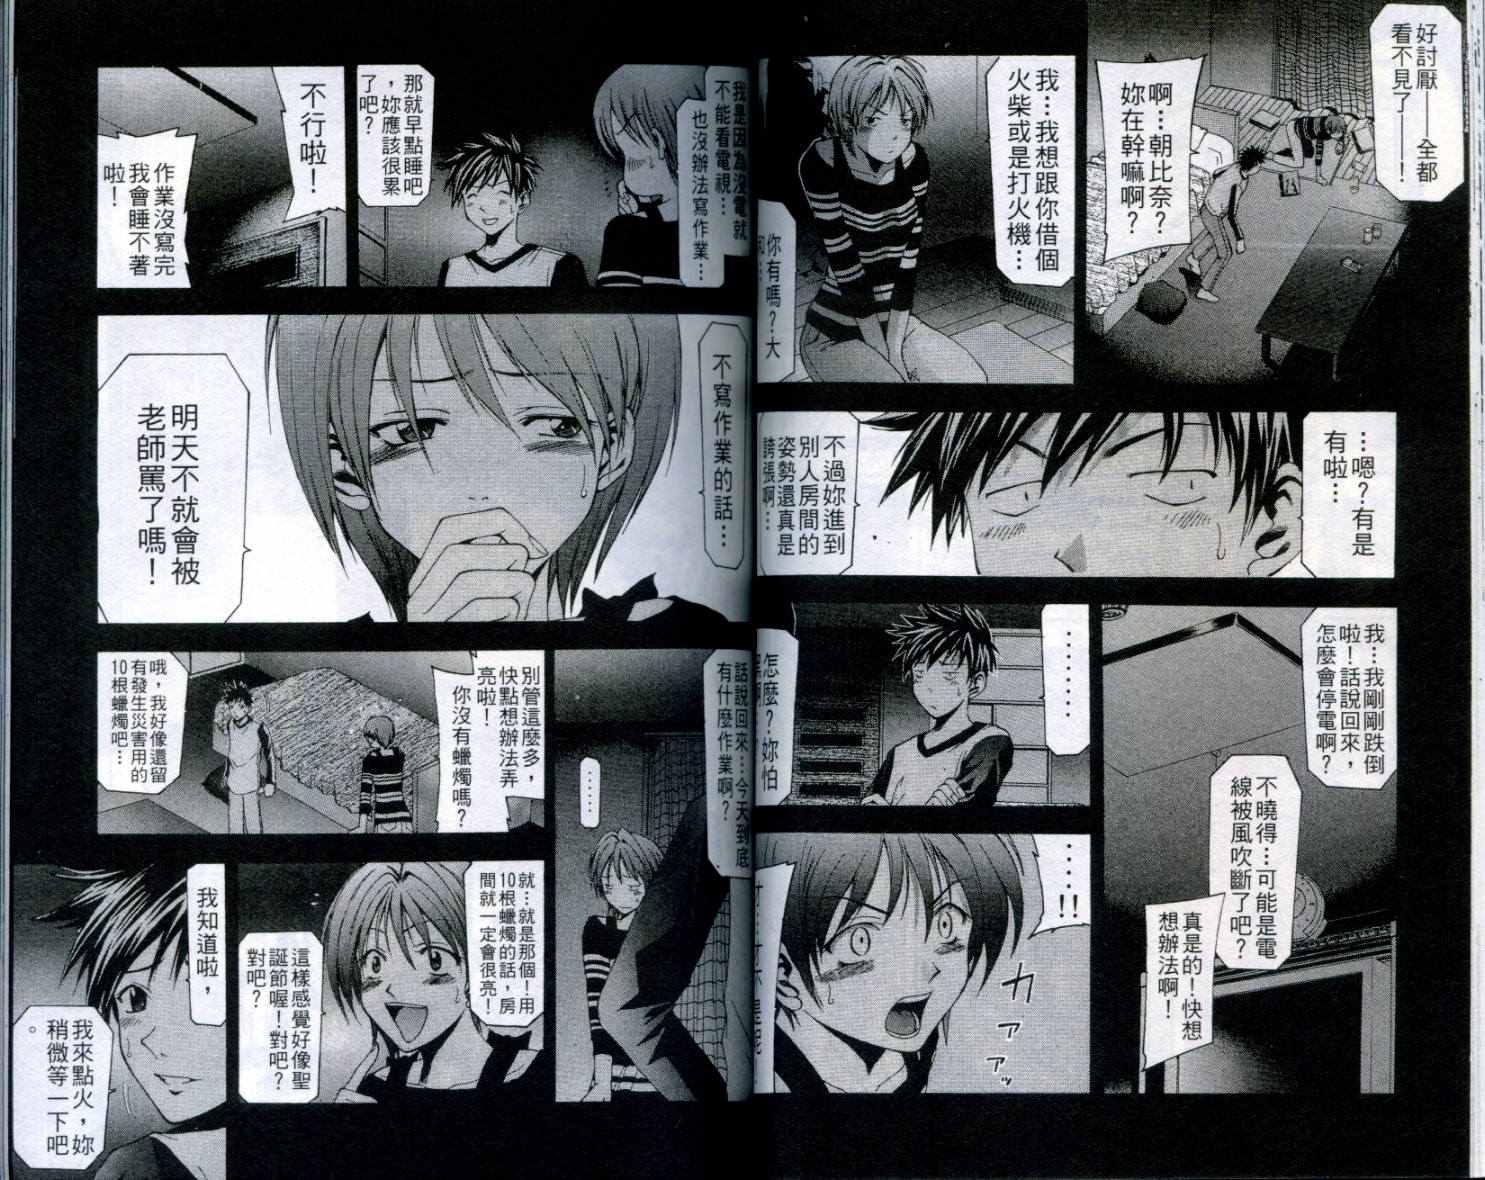 好討厭——全都
看不見了——！
啊…朝比奈？
妳在幹嘛啊？
我…我想跟你借個
火柴或是打火機…
你有嗎？大
…嗯？有是
有啦…
不過妳進到
別人房間的
姿勢還真是
誇張啊…
我…我剛剛跌倒
啦！話說回來，
怎麼會停電啊？
不曉得…可能是電
線被風吹斷了吧？
真是的！快想
想辦法啊！
………
怎麼？妳怕
…‼
カァァッ
我是因為沒電就
不能看電視…
也沒辦法寫作業…
那就早點睡吧
，妳應該很累
了吧？
不行啦！
作業沒寫完
我會睡不著
啦！
不寫作業的話…
明天不就會被
老師罵了嗎！
話說回來…今天到底
有什麼作業啊？
……
別管這麼多，
快點想辦法弄
亮啦！
你沒有蠟燭嗎？
哦，我好像還留
有發生災害用的
10根蠟燭吧…
就…就是那個！用
10根蠟燭的話，房
間就一定會很亮！
這樣感覺好像聖
誕節喔！對吧？
對吧？
我知道啦，
我來點火，妳
稍微等一下吧
。